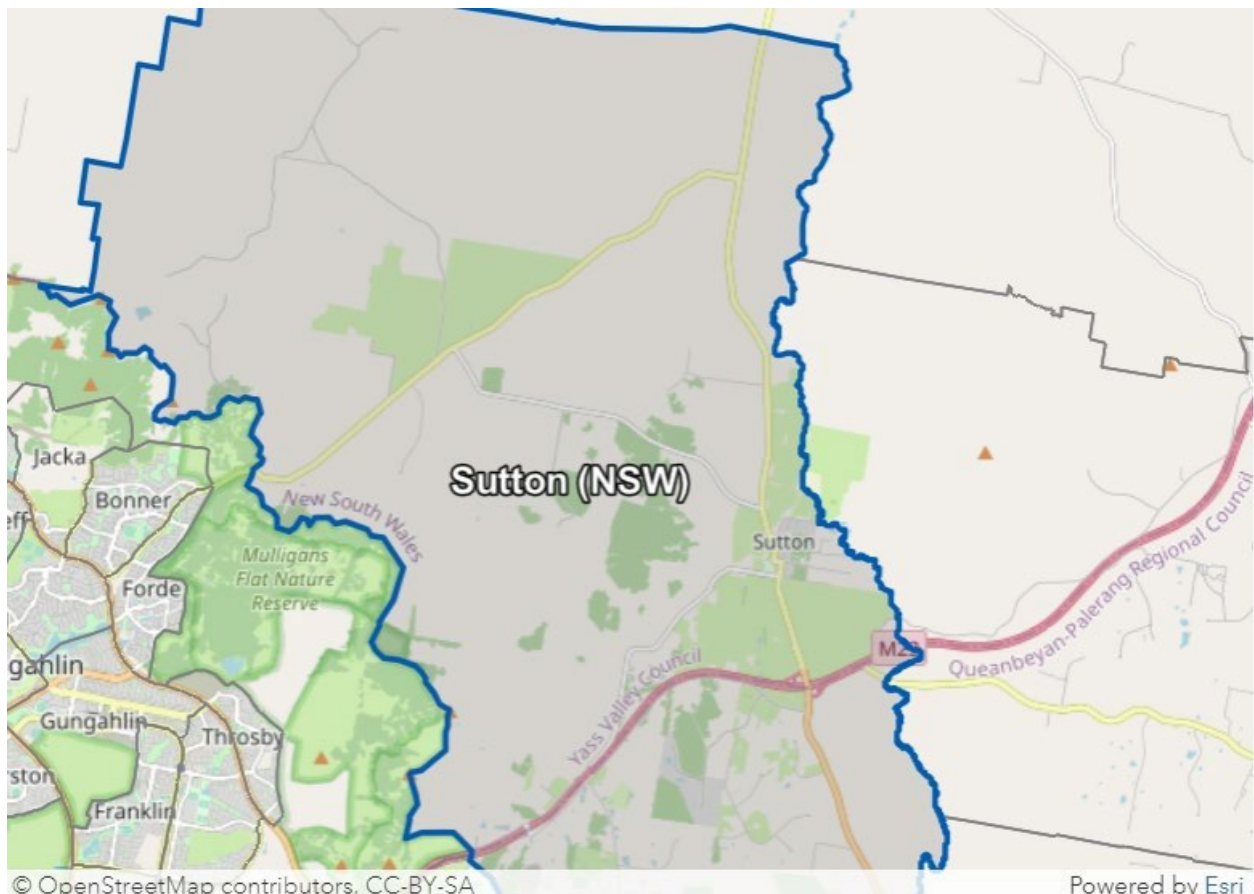 Sutton (NSW)
Jacka
Bonner
New South Wales
Mulligans
Flat Nature
Reserve
Sutton
Forde
M23
Queanbeyan-Palerang Regional Council
Yass Valley Council
gahlin
Gungahlin
Throsby
rston
Franklin
© OpenStreetMap contributors, CC-BY-SA
Powered by Esri